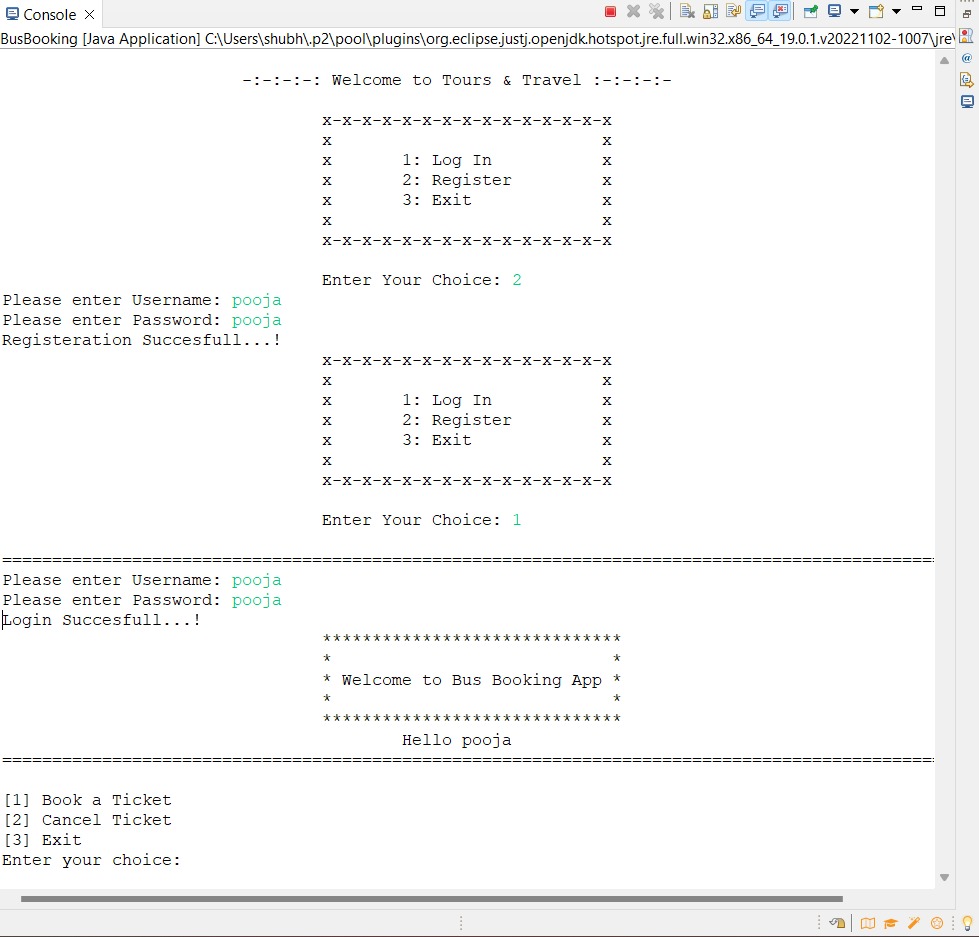 Console
BusBooking [Java Application] C:\Users\shubh\.p2\pool\plugins\org.eclipse.justj.openjdk.hotspot.jre.full.win32.x86_64_19.0.1.v20221102-1007\jre\
-:-:-:-: Welcome to Tours & Travel :-:-:-:-
x-x-x-x-x-x-x-x-x-x-x-x-x-x-x
x x
x 1: Log In x
x 2: Register x
x 3: Exit x
x x
x-x-x-x-x-x-x-x-x-x-x-x-x-x-x
Enter Your Choice: 2
Please enter Username: pooja
Please enter Password: pooja
Registeration Succesfull...!
x-x-x-x-x-x-x-x-x-x-x-x-x-x-x
x x
x 1: Log In x
x 2: Register x
x 3: Exit x
x x
x-x-x-x-x-x-x-x-x-x-x-x-x-x-x
Enter Your Choice: 1
==============================================================================================
Please enter Username: pooja
Please enter Password: pooja
Login Succesfull...!
******************************
* *
* Welcome to Bus Booking App *
* *
******************************
Hello pooja
==============================================================================================
[1] Book a Ticket
[2] Cancel Ticket
[3] Exit
Enter your choice: